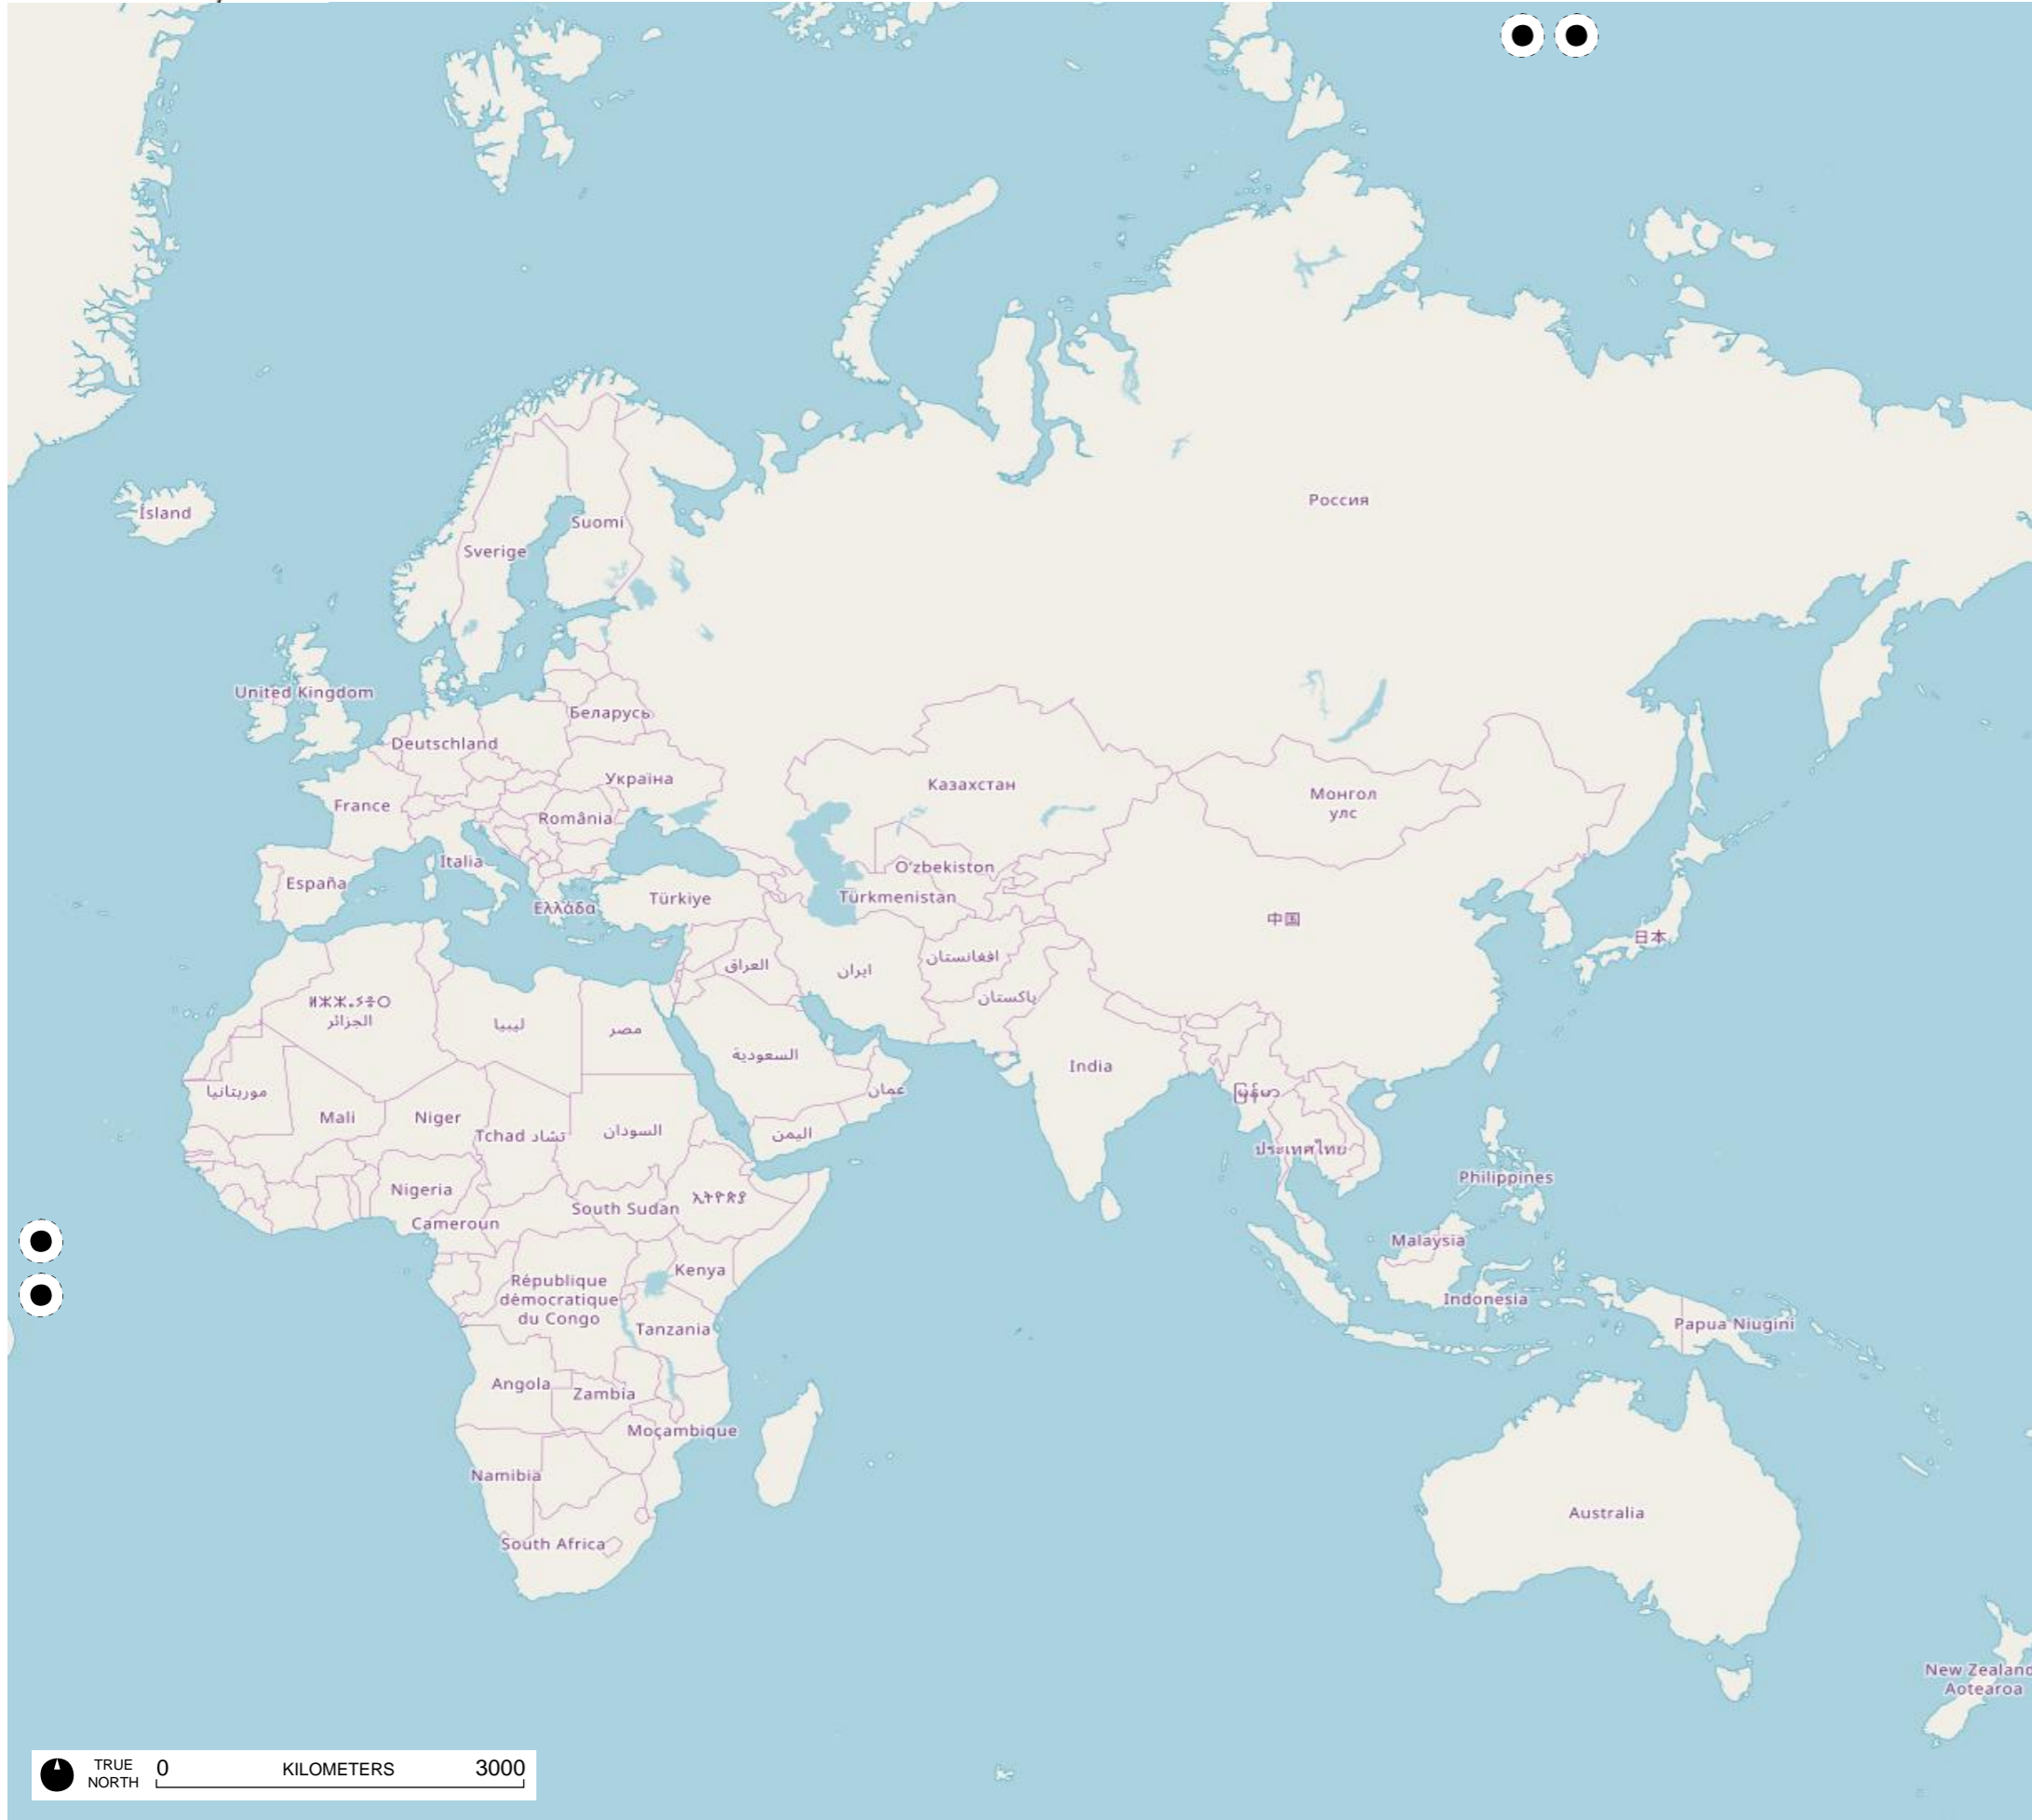 Россия
Ísland
Suomi
Sverige
United Kingdom
Беларусь
Deutschland
Україна
Казахстан
Монгол
улс
France
România
Italia
O'zbekiston
España
Türkiye
Türkmenistan
Ελλάδα
中国
日本
العراق
ایران
افغانستان
پاکستان
ⵍⵣⵣⴰⵢⴻⵔ
الجزائر
ليبيا
مصر
السعودية
India
موريتانيا
عمان
မြန်မာ
Mali
Niger
Tchad تشاد
السودان
اليمن
ประเทศไทย
Philippines
Nigeria
South Sudan
ኢትዮጵያ
Cameroun
Malaysia
Kenya
République
démocratique
du Congo
Indonesia
Tanzania
Papua Niugini
Angola
Zambia
Moçambique
Namibia
Australia
South Africa
New Zealand
Aotearoa
TRUE
NORTH
0 KILOMETERS 3000